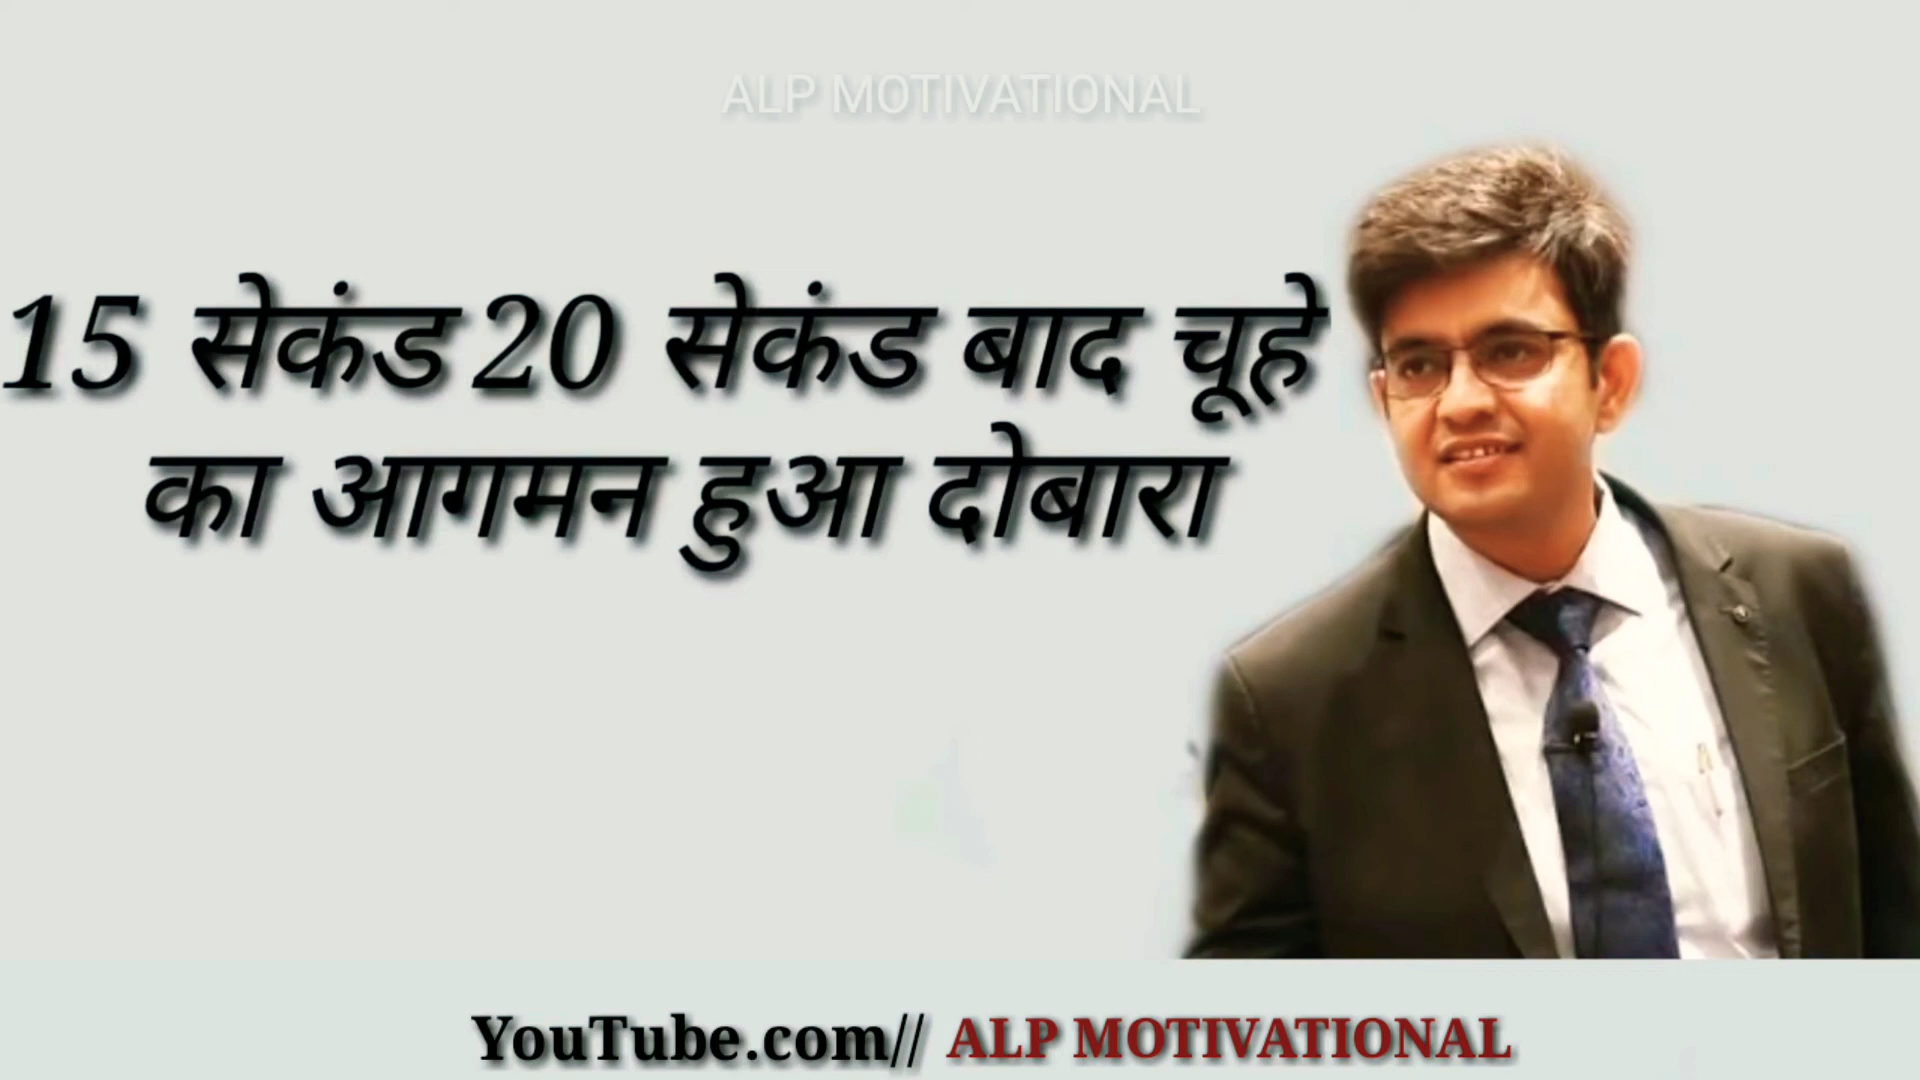 ALP MOTIVATIONAL
15 सेकंड 20 सेकंड बाद चूहे
का आगमन हुआ दोबारा
YouTube.com// ALP MOTIVATIONAL